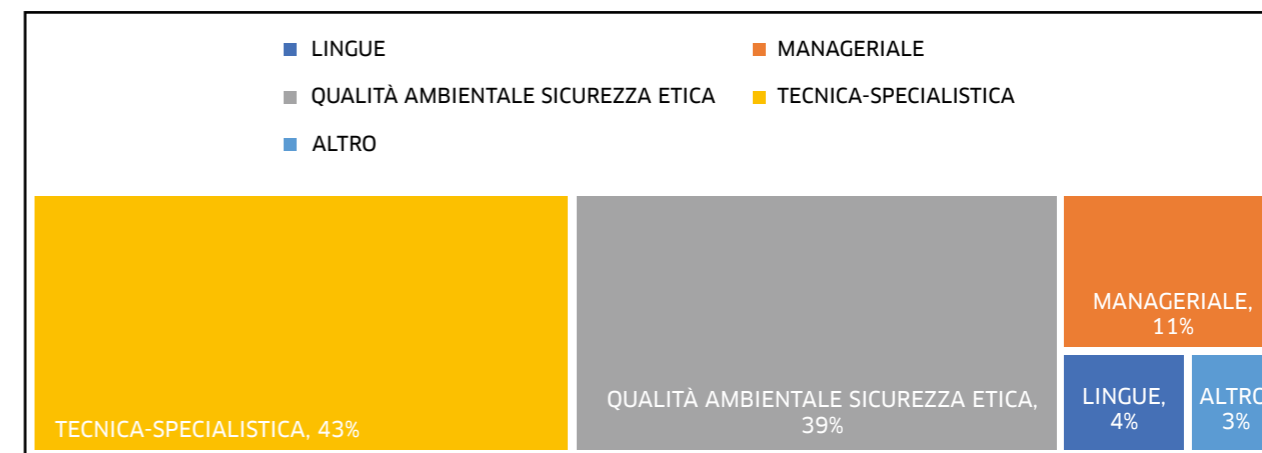 LINGUE
MANAGERIALE
QUALITÀ AMBIENTALE SICUREZZA ETICA
TECNICA-SPECIALISTICA
ALTRO
TECNICA-SPECIALISTICA, 43%
QUALITÀ AMBIENTALE SICUREZZA ETICA,
39%
MANAGERIALE,
11%
LINGUE,
4%
ALTRO
3%